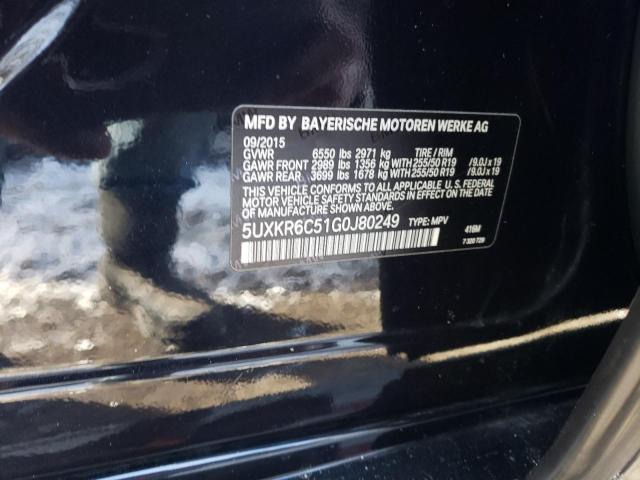 MFD BY BAYERISCHE MOTOREN WERKE AG
09/2015
GVWR 6550 lbs 2971 kg TIRE / RIM
GAWR FRONT 2989 lbs 1356 kg WITH 255/50 R19 /9.0J x 19
GAWR REAR 3699 lbs 1678 kg WITH 255/50 R19 /9.0J x 19
THIS VEHICLE CONFORMS TO ALL APPLICABLE U.S. FEDERAL
MOTOR VEHICLE SAFETY STANDARDS IN EFFECT ON THE DATE
OF MANUFACTURE SHOWN ABOVE.
5UXKR6C51G0J80249 TYPE: MPV 416M
7 320 729